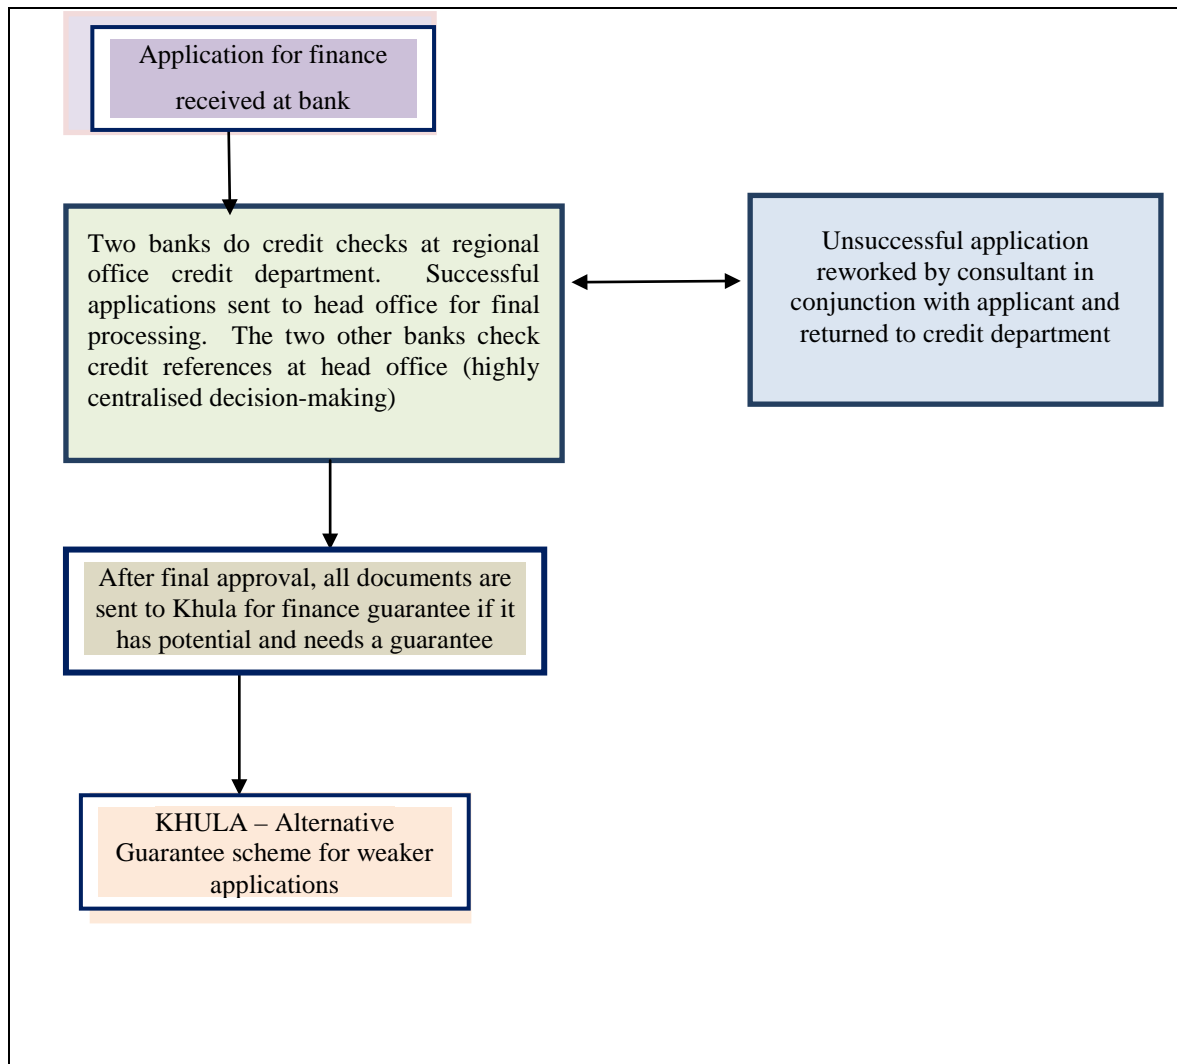 Application for finance
received at bank
Two banks do credit checks at regional
office credit department. Successful
applications sent to head office for final
processing. The two other banks check
credit references at head office (highly
centralised decision-making)
Unsuccessful application
reworked by consultant in
conjunction with applicant and
returned to credit department
After final approval, all documents are
sent to Khula for finance guarantee if it
has potential and needs a guarantee
KHULA – Alternative
Guarantee scheme for weaker
applications